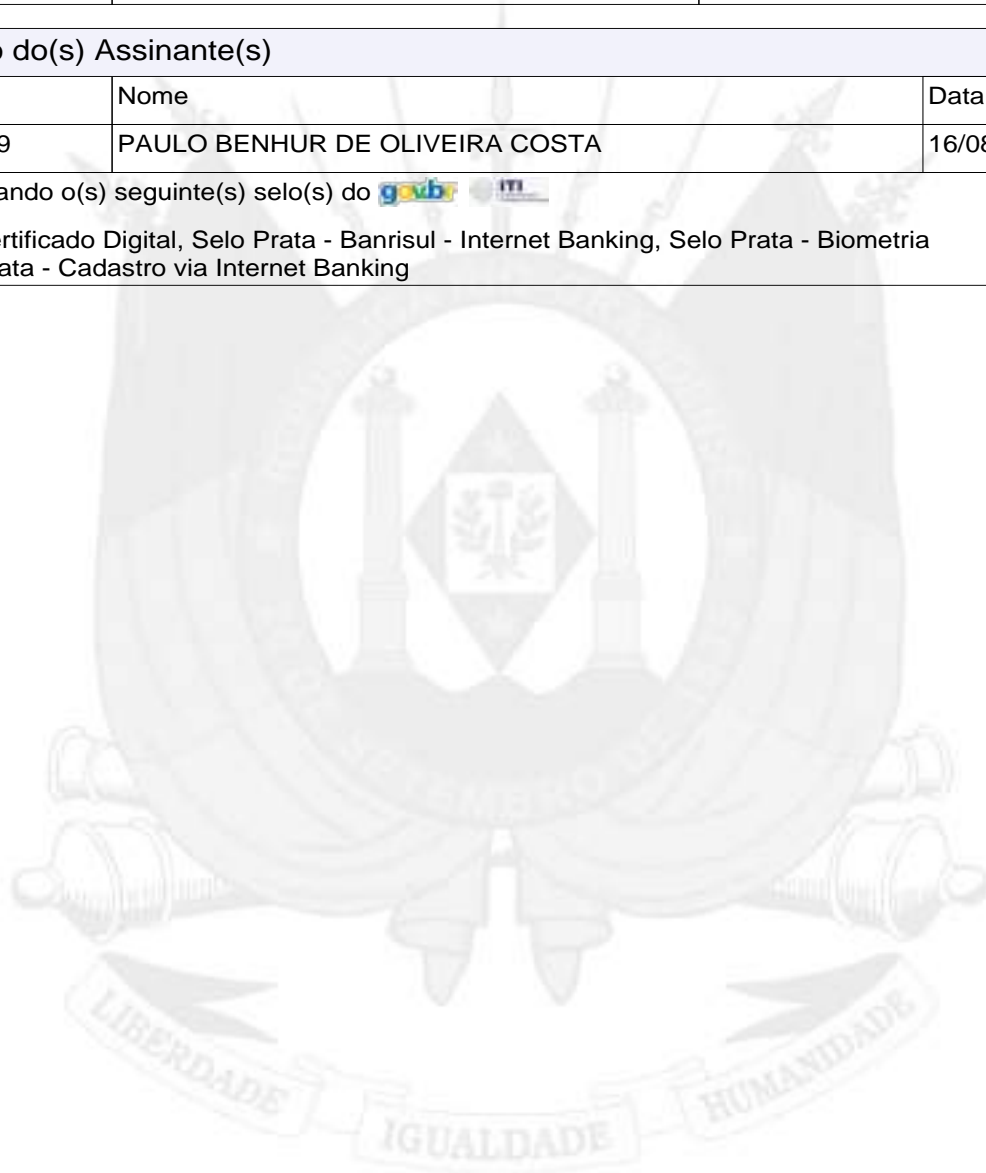 o do(s) Assinante(s)
Nome Data
9 PAULO BENHUR DE OLIVEIRA COSTA 16/08
ando o(s) seguinte(s) selo(s) do gov.br ITI
ertificado Digital, Selo Prata - Banrisul - Internet Banking, Selo Prata - Biometria
ata - Cadastro via Internet Banking
LIBERDADE IGUALDADE HUMANIDADE